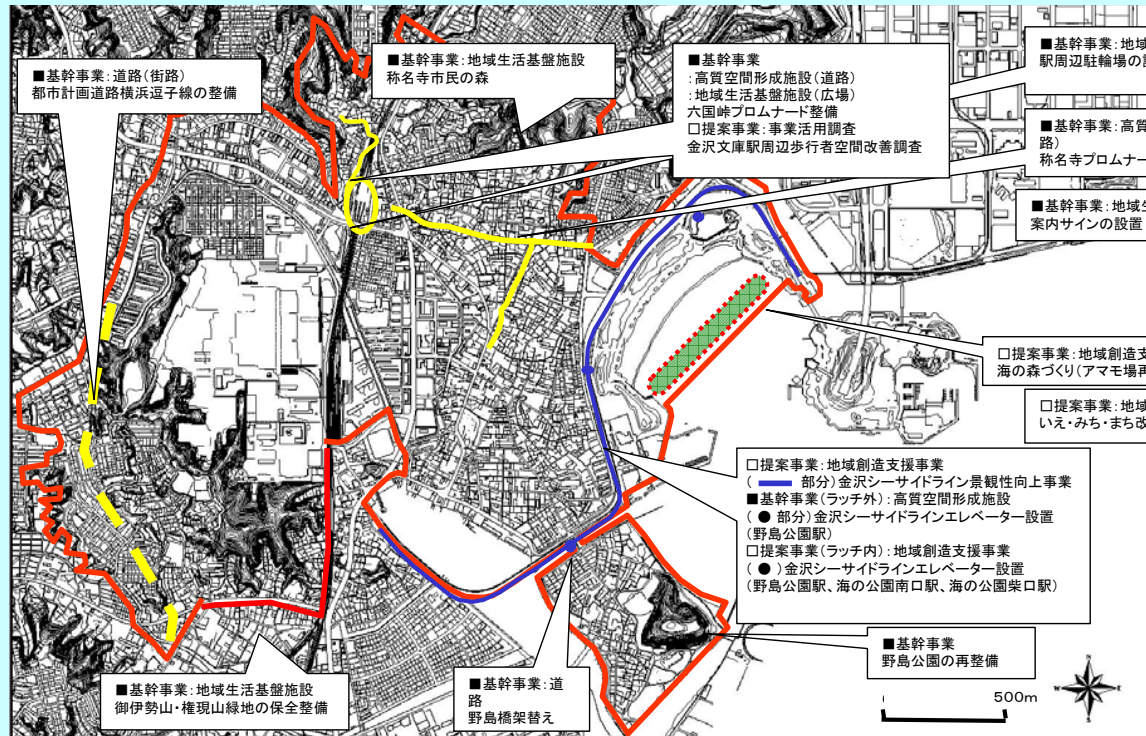 ■基幹事業：道路（街路）
都市計画道路横浜逗子線の整備
■基幹事業：地域生活基盤施設
称名寺市民の森
■基幹事業
：高質空間形成施設（道路）
：地域生活基盤施設（広場）
六国峠プロムナード整備
□提案事業：事業活用調査
金沢文庫駅周辺歩行者空間改善調査
■基幹事業：地域
駅周辺駐輪場の
■基幹事業：高質
路）
称名寺プロムナー
■基幹事業：地域生
案内サインの設置
□提案事業：地域創造支
海の森づくり（アマモ場再
□提案事業：地域
いえ・みち・まち改
□提案事業：地域創造支援事業
（ 部分）金沢シーサイドライン景観性向上事業
■基幹事業（ラッチ外）：高質空間形成施設
（ ● 部分）金沢シーサイドラインエレベーター設置
（野島公園駅）
□提案事業（ラッチ内）：地域創造支援事業
（ ● ）金沢シーサイドラインエレベーター設置
（野島公園駅、海の公園南口駅、海の公園柴口駅）
■基幹事業
野島公園の再整備
■基幹事業：地域生活基盤施設
御伊勢山・権現山緑地の保全整備
■基幹事業：道
路
野島橋架替え
N
W
E
S
500m